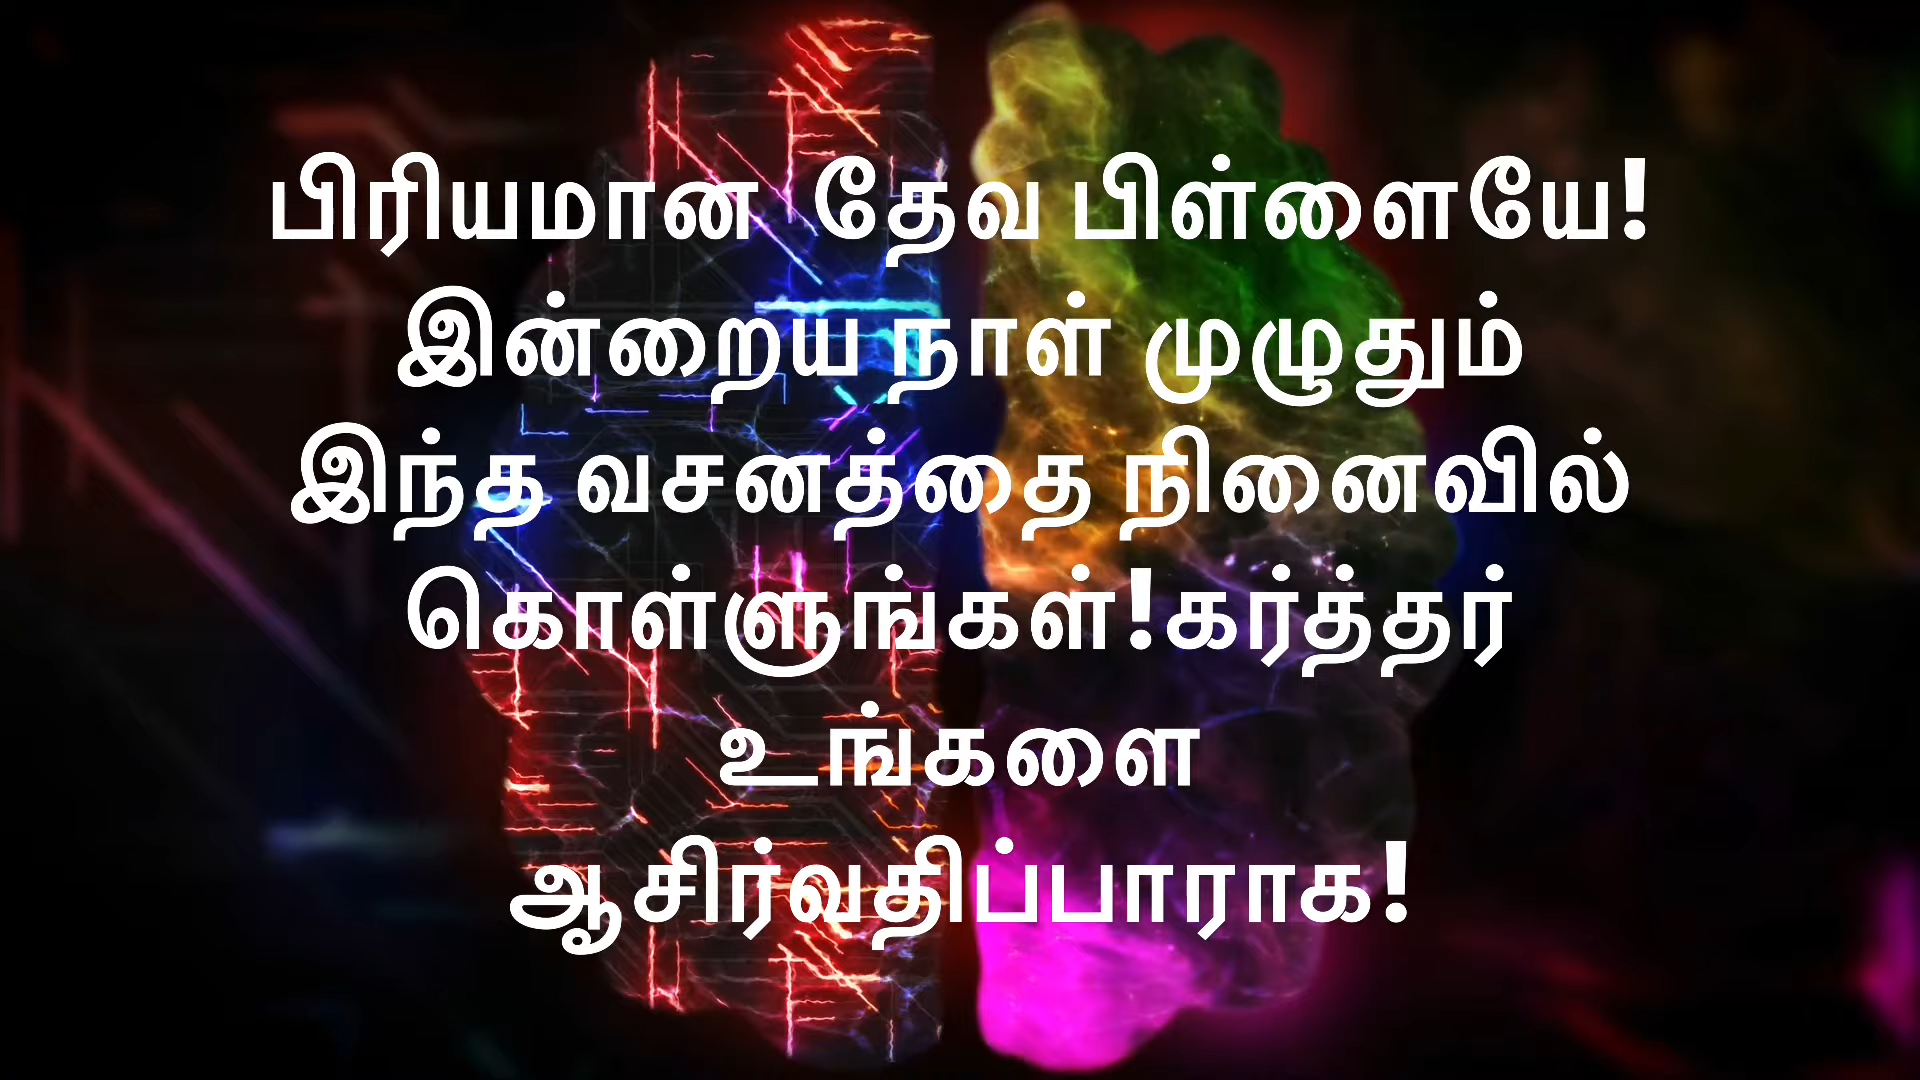 பிரியமான தேவ பிள்ளையே!
இன்றைய நாள் முழுதும்
இந்த வசனத்தை நினைவில்
கொள்ளுங்கள்!கர்த்தர்
உங்களை
ஆசிர்வதிப்பாராக!